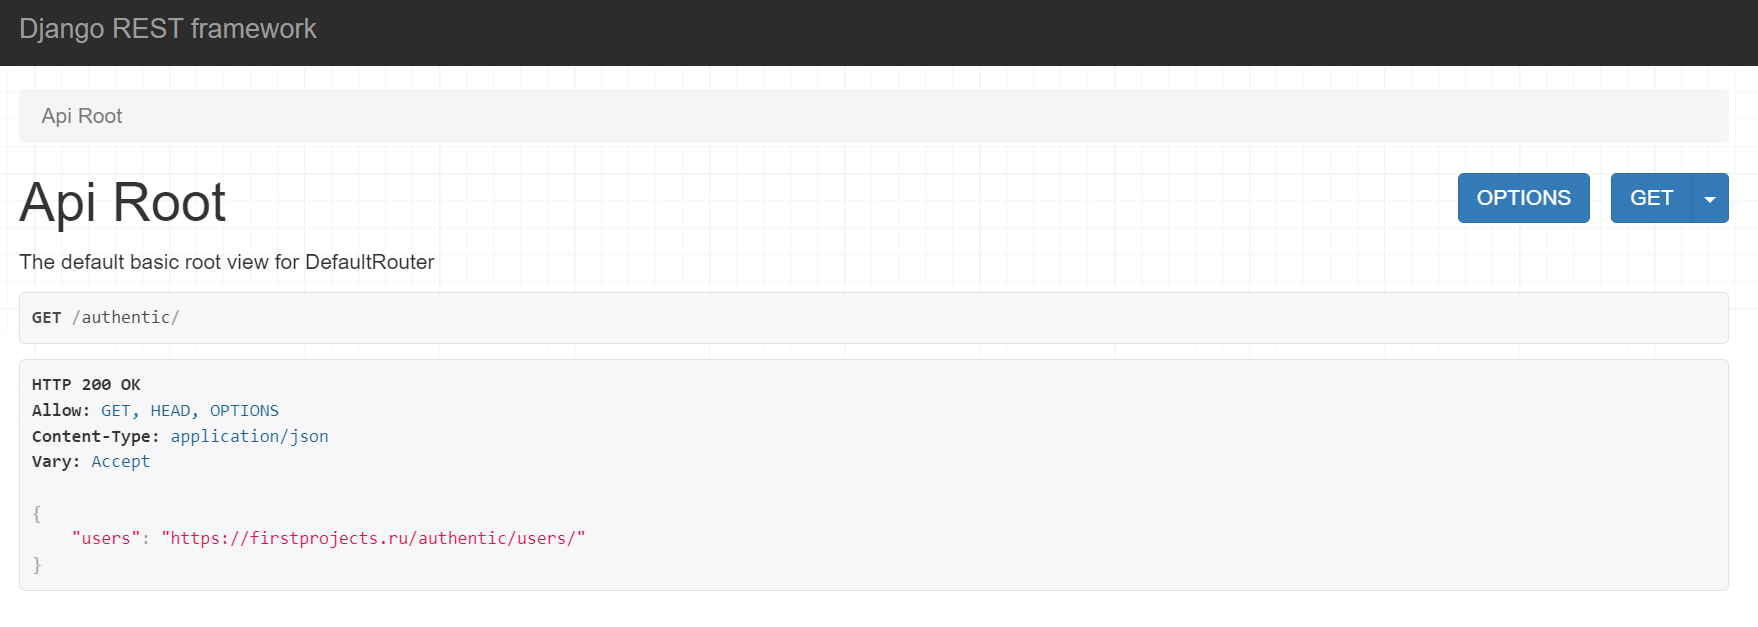 Django REST framework
Api Root
Api Root
OPTIONS
GET
The default basic root view for DefaultRouter
GET /authentic/
HTTP 200 OK
Allow: GET, HEAD, OPTIONS
Content-Type: application/json
Vary: Accept
{
    "users": "https://firstprojects.ru/authentic/users/"
}